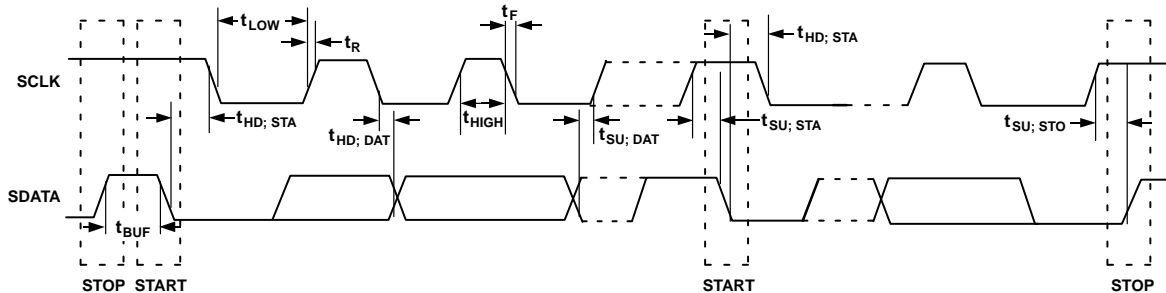 tLOW
tR
tF
tHD; STA
SCLK
tHD; STA
tHD; DAT
tHIGH
tSU; DAT
tSU; STA
tSU; STO
SDATA
tBUF
STOP START START STOP